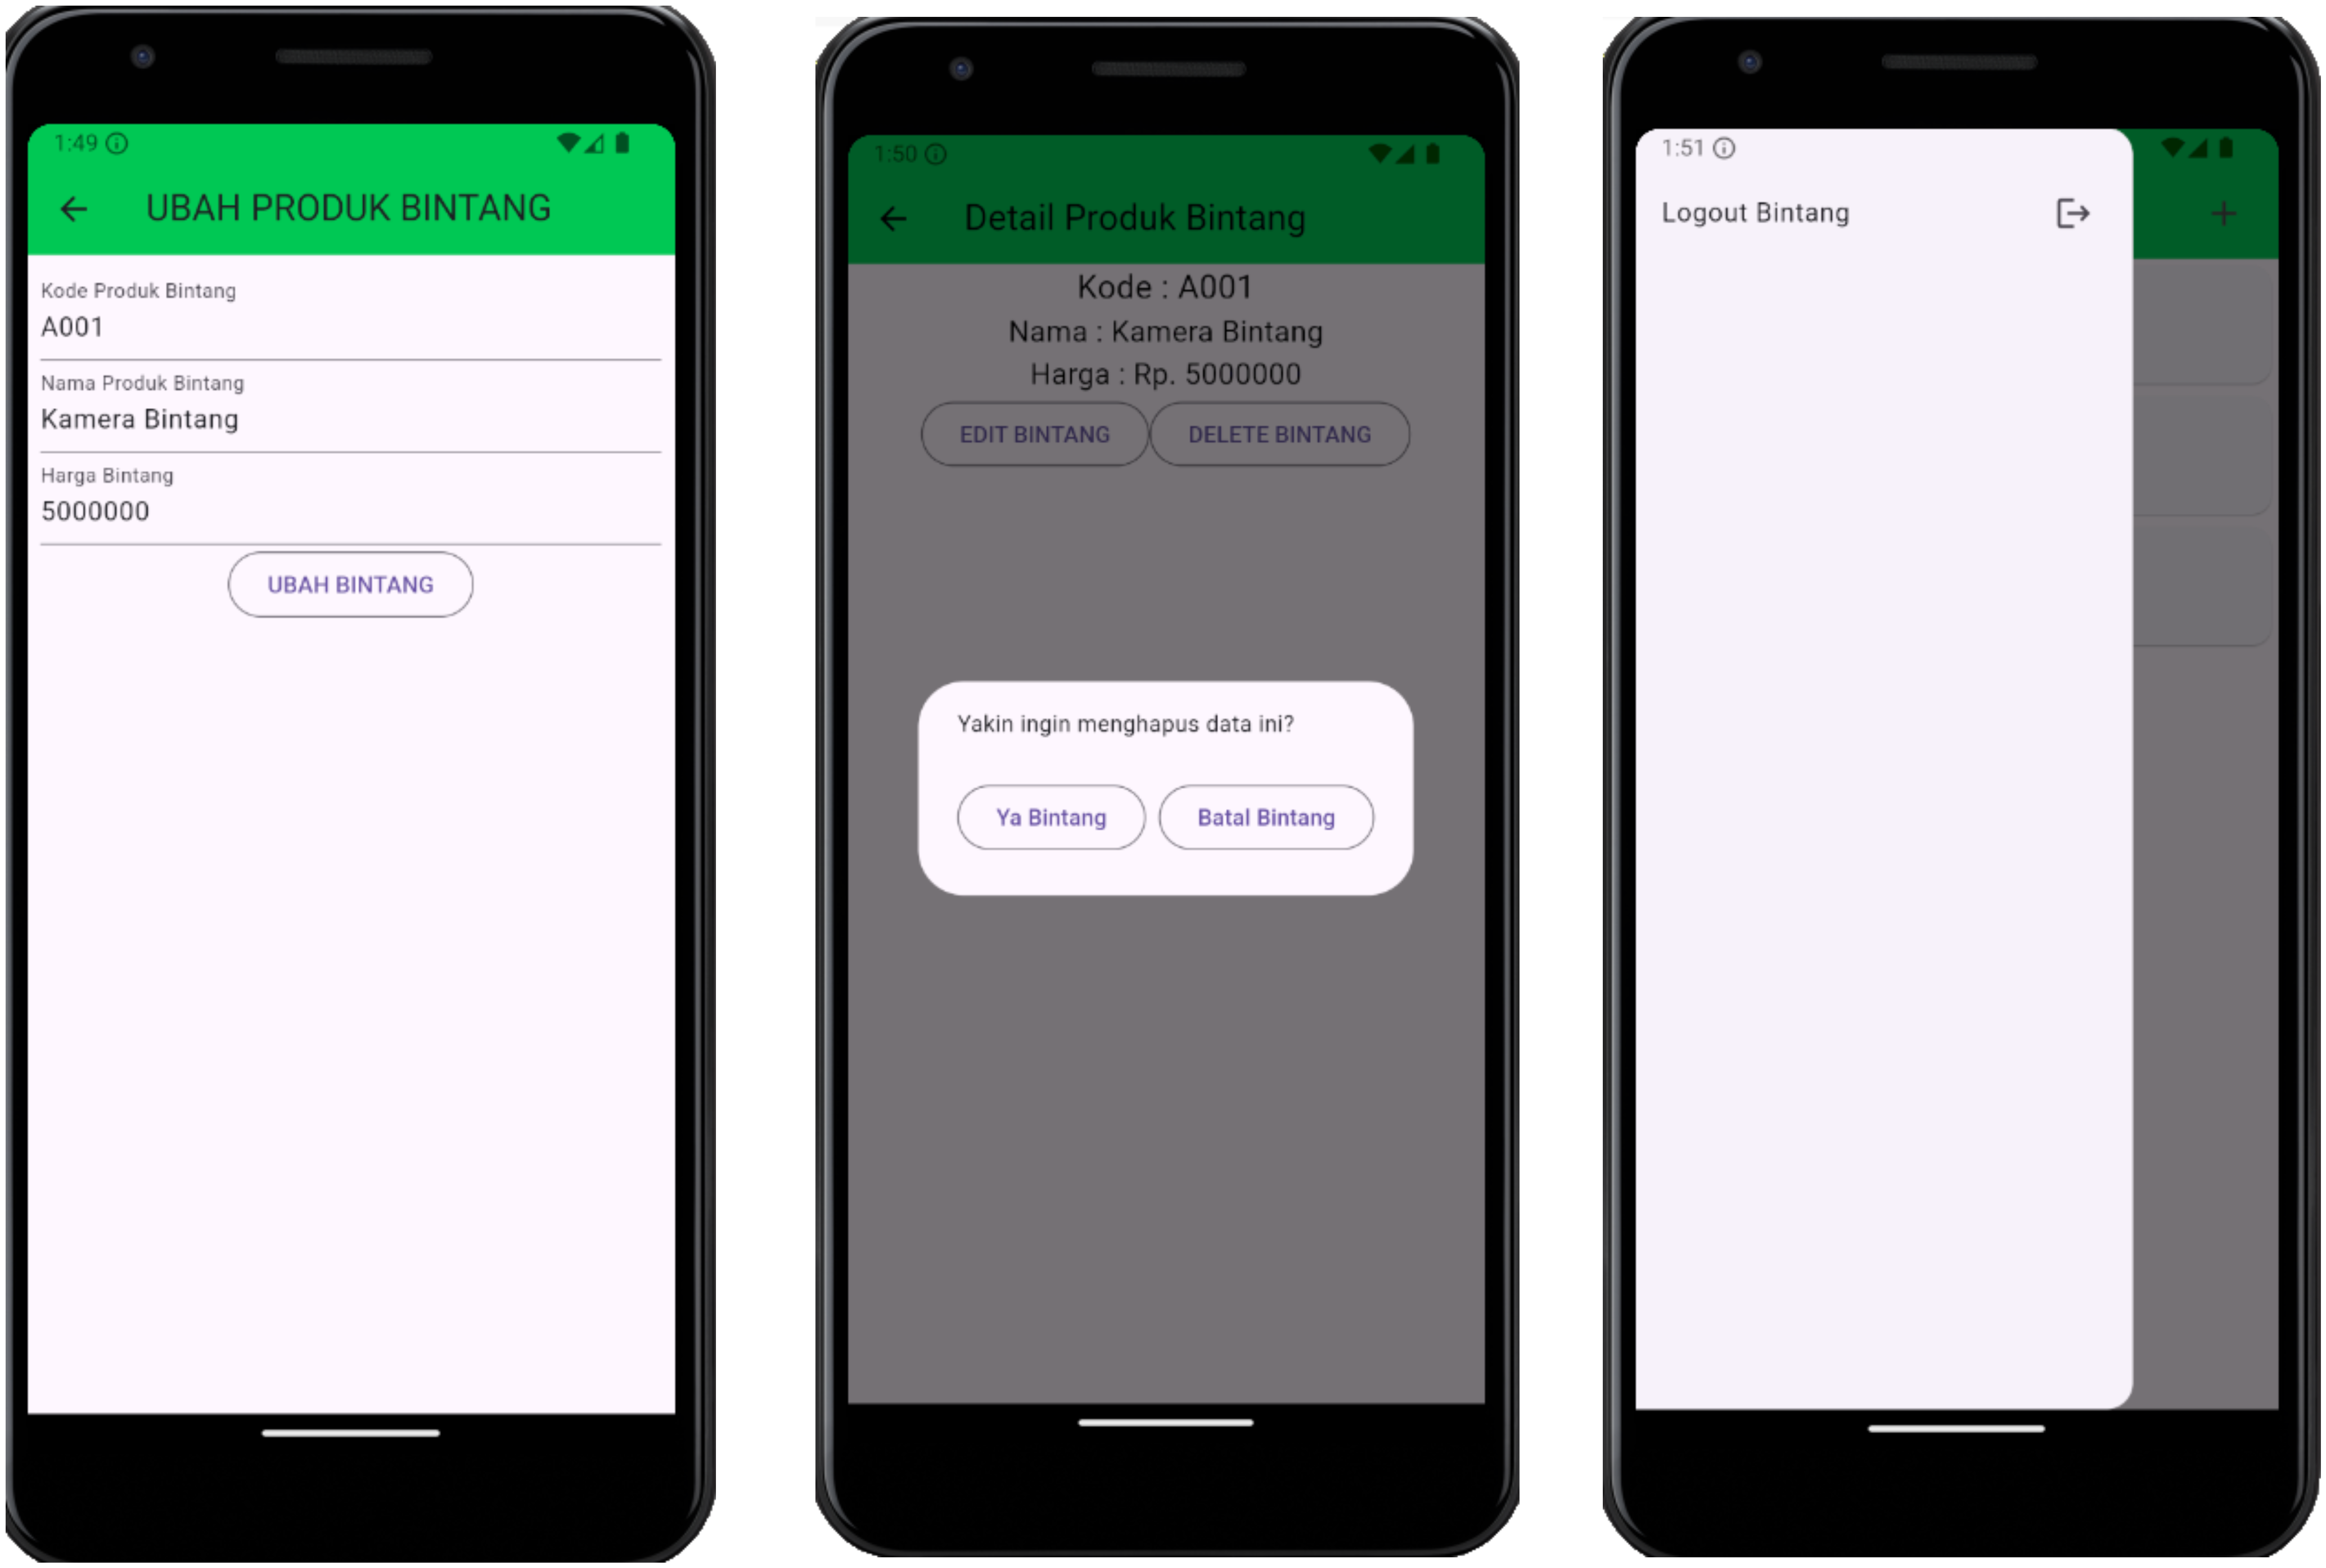 1:49
UBAH PRODUK BINTANG
Kode Produk Bintang
A001
Nama Produk Bintang
Kamera Bintang
Harga Bintang
5000000
UBAH BINTANG
1:50
Detail Produk Bintang
Kode : A001
Nama : Kamera Bintang
Harga : Rp. 5000000
EDIT BINTANG DELETE BINTANG
Yakin ingin menghapus data ini?
Ya Bintang Batal Bintang
1:51
Logout Bintang